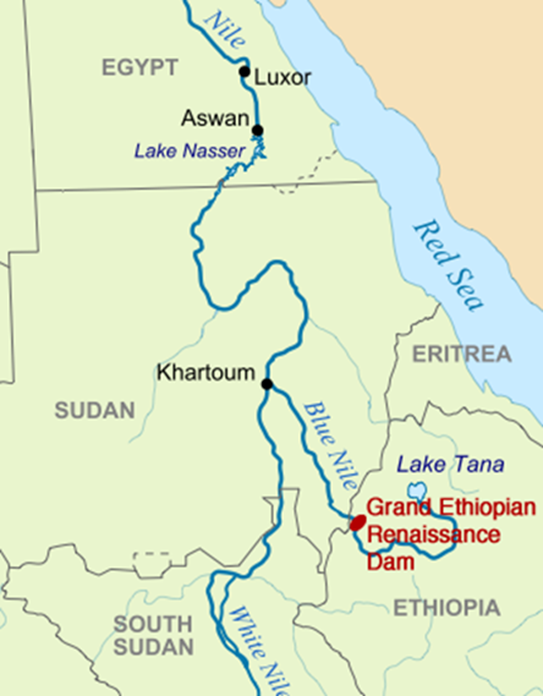 Nile
EGYPT
Luxor
Aswan
Lake Nasser
Red Sea
ERITREA
Khartoum
SUDAN
Blue Nile
Lake Tana
Grand Ethiopian
Renaissance
Dam
ETHIOPIA
SOUTH
SUDAN
White Nile